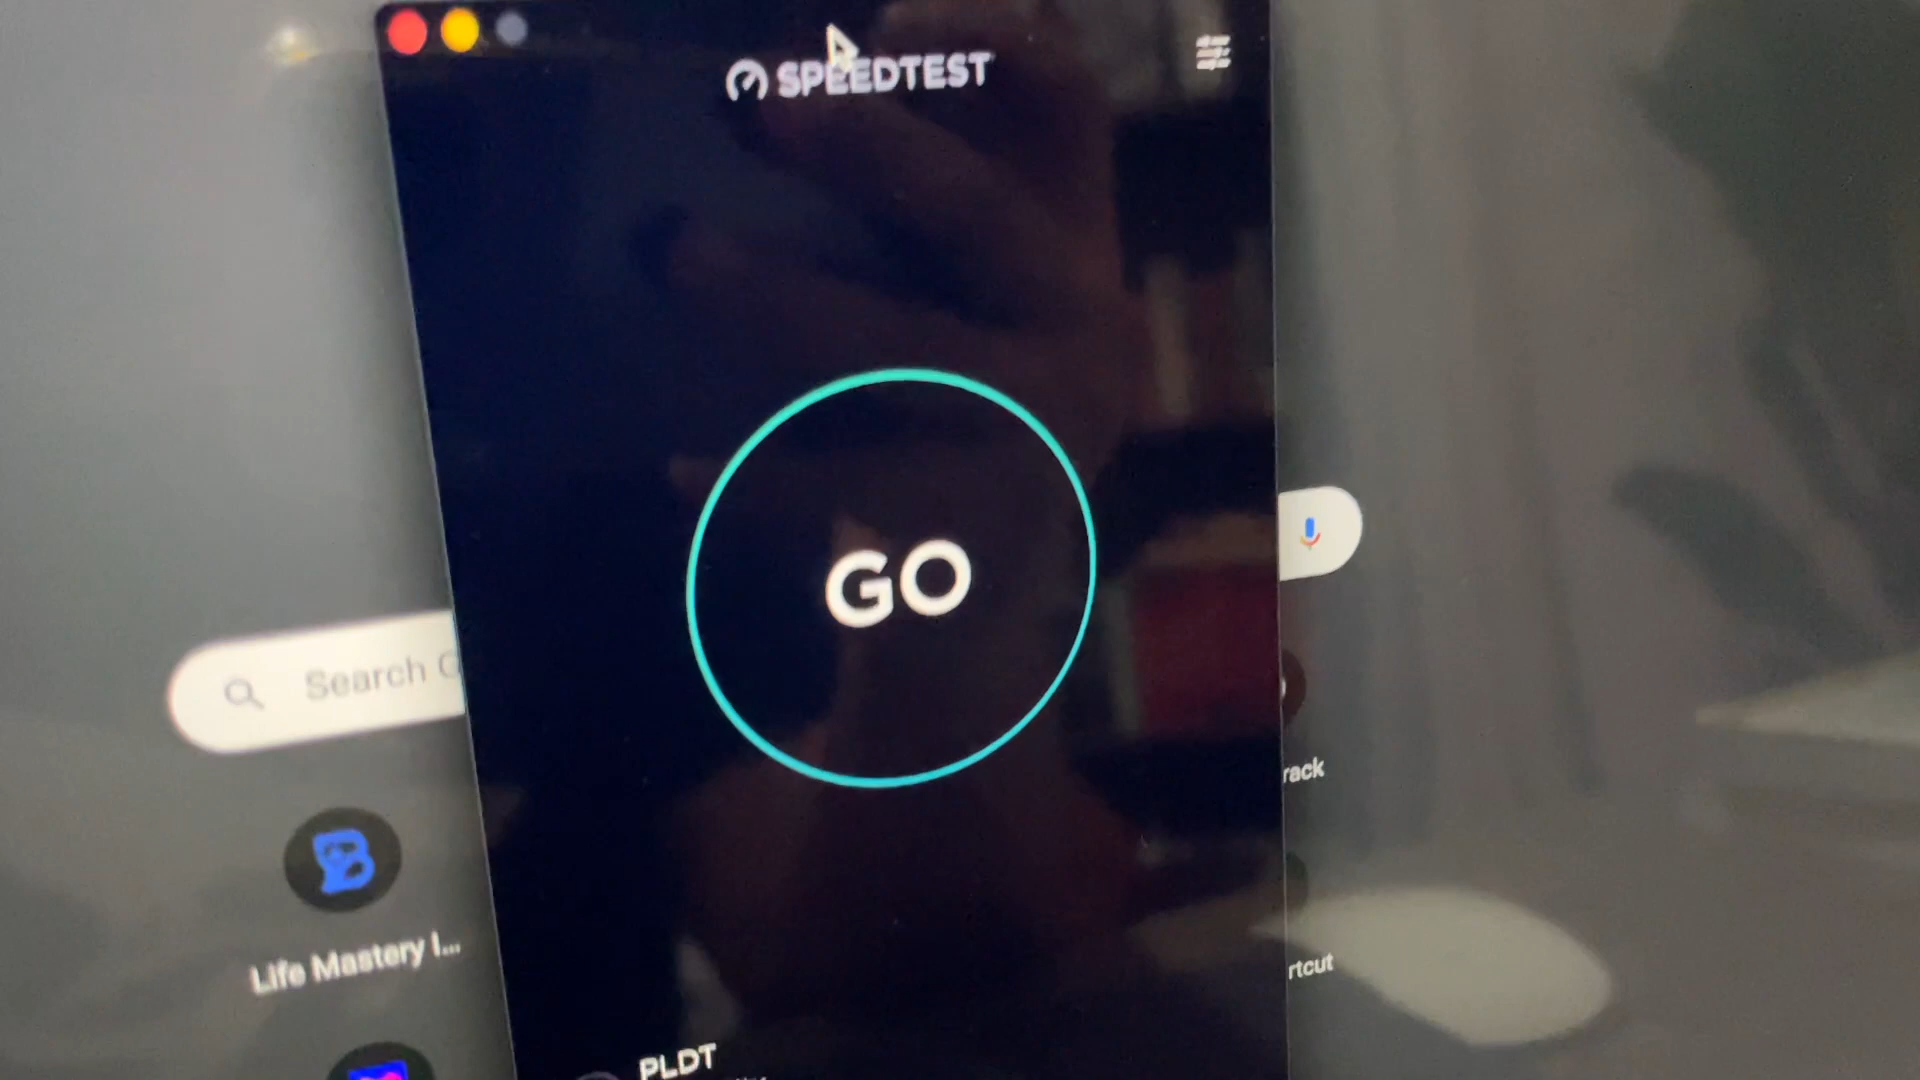 SPEEDTEST
GO
Search
rack
Life Mastery I...
rtcut
PLDT